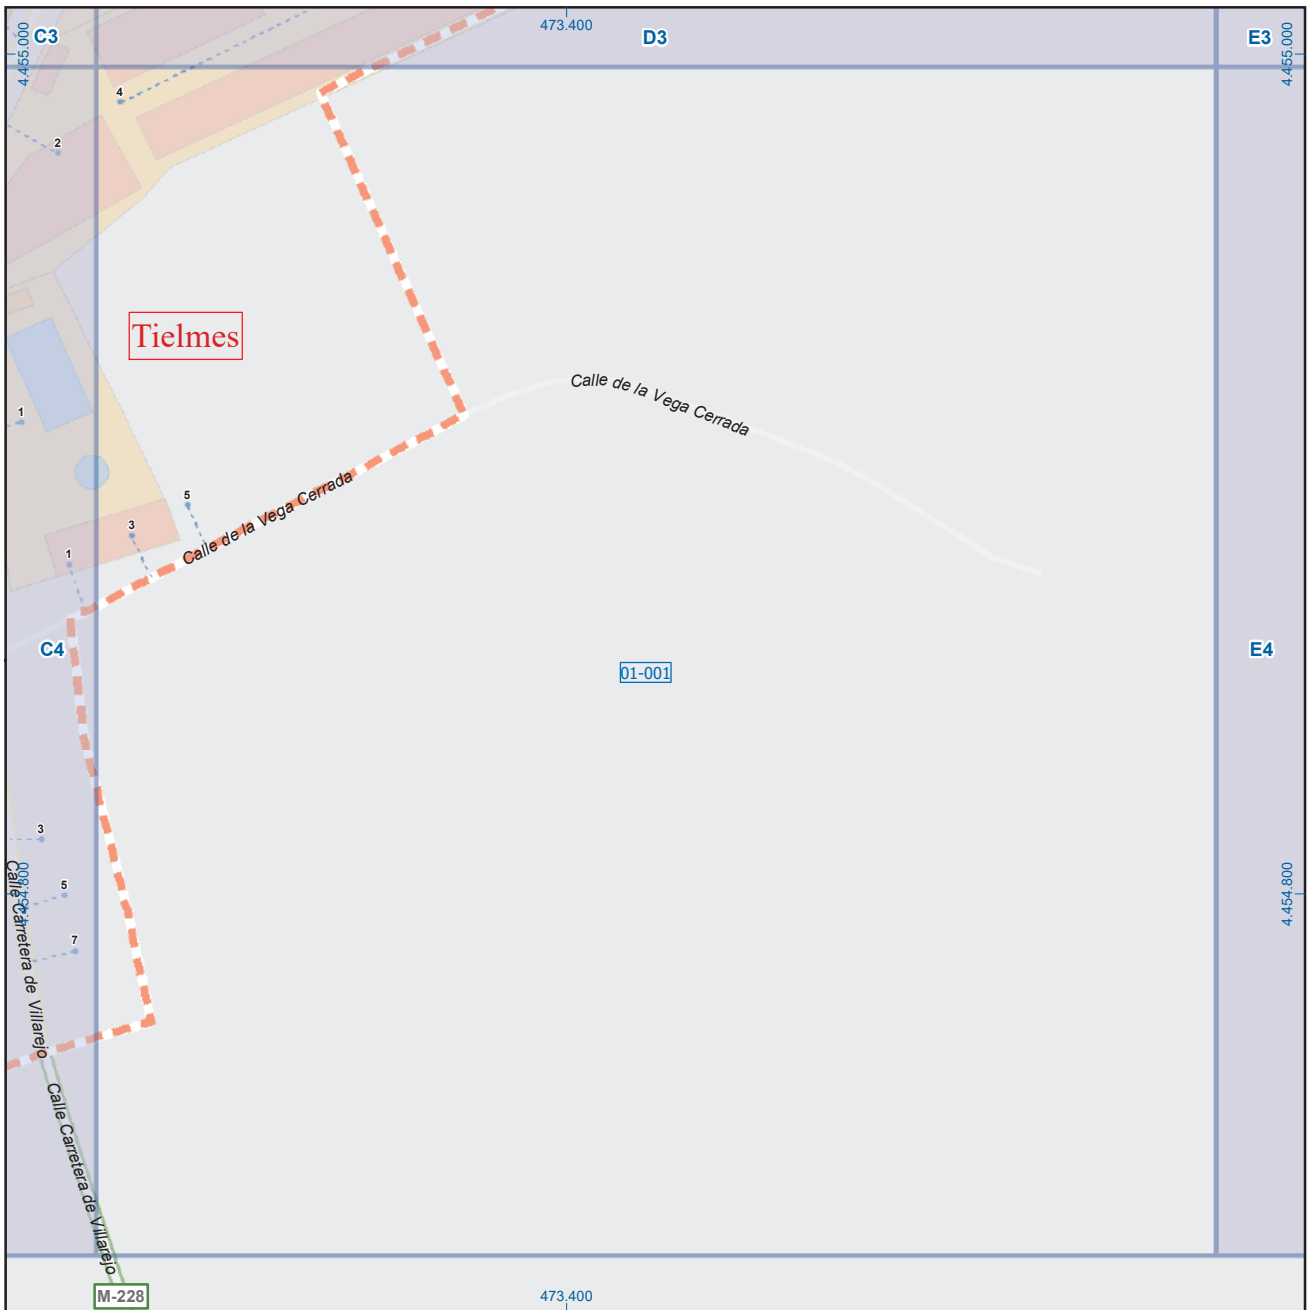 473.400
C3
D3
E3
4.455.000
4.455.000
4
2
Tielmes
Calle de la Vega Cerrada
1
5
Calle de la Vega Cerrada
3
1
C4
01-001
E4
3
4.454.800
4.454.800
5
7
Calle Carretera de Villarejo
Calle Carretera de Villarejo
M-228
473.400